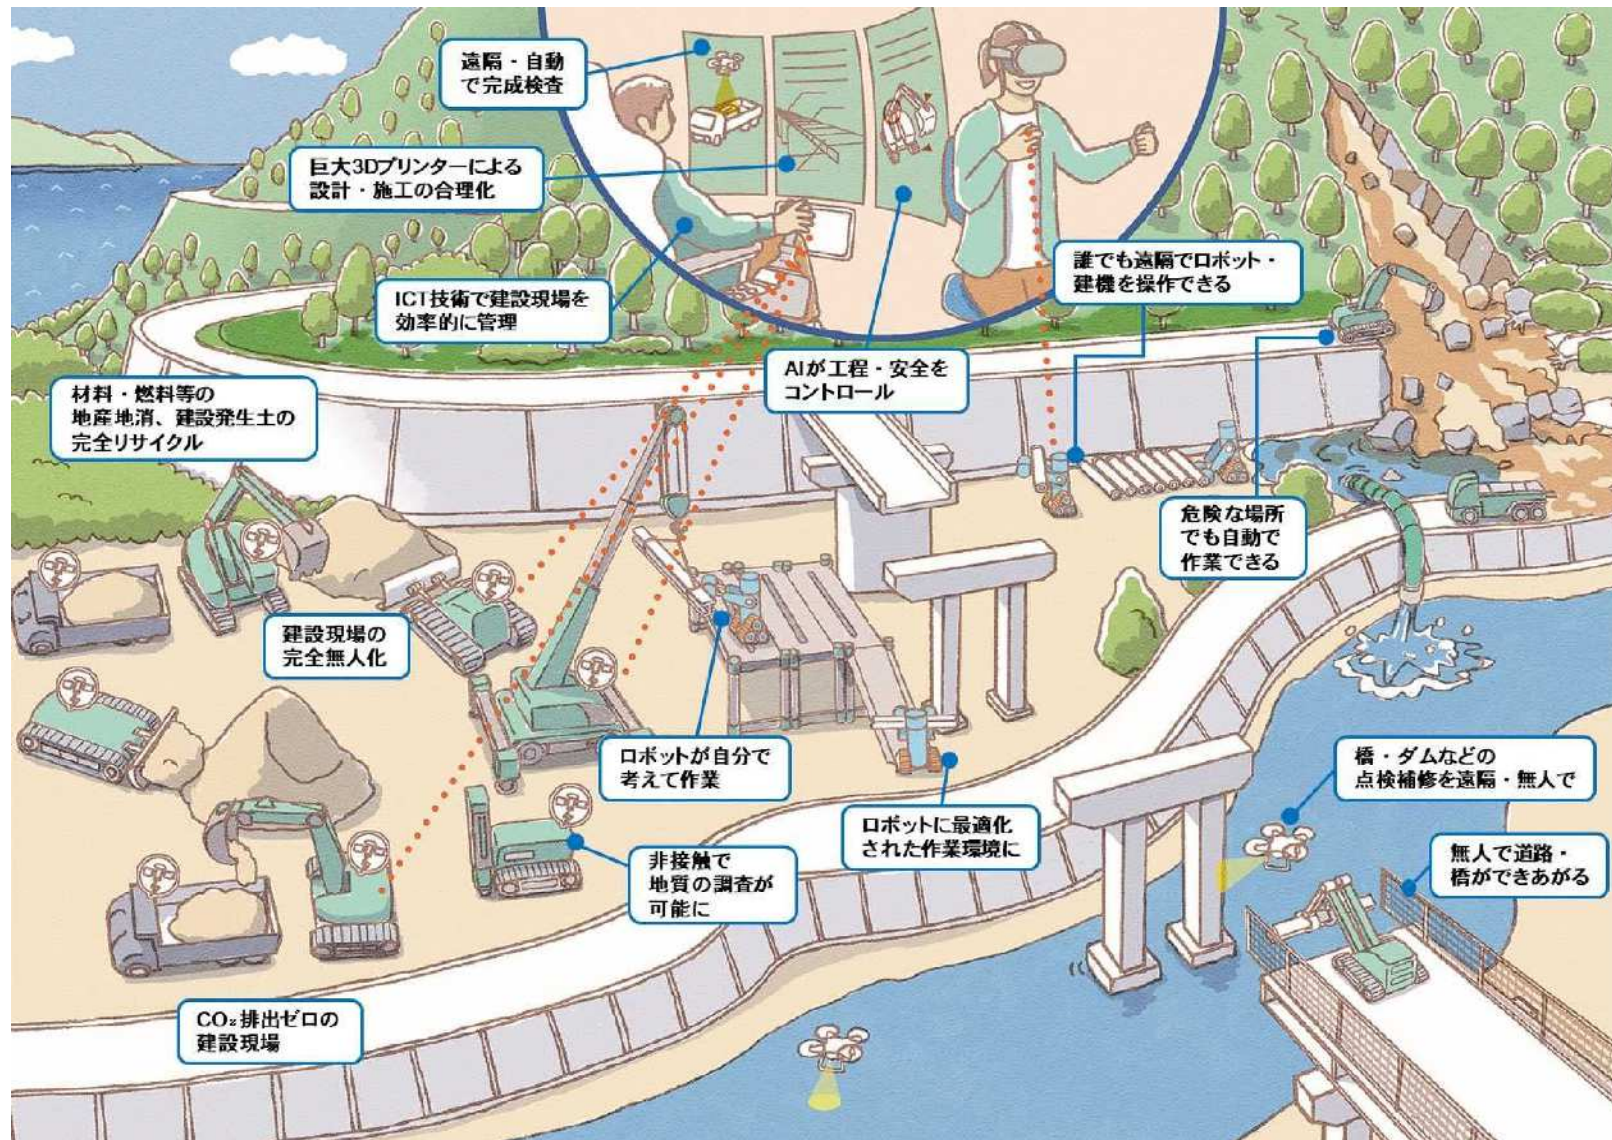 遠隔・自動
で完成検査
巨大3Dプリンターによる
設計・施工の合理化
ICT技術で建設現場を
効率的に管理
誰でも遠隔でロボット・
建機を操作できる
AIが工程・安全を
コントロール
材料・燃料等の
地産地消、建設発生土の
完全リサイクル
危険な場所
でも自動で
作業できる
建設現場の
完全無人化
ロボットが自分で
考えて作業
橋・ダムなどの
点検補修を遠隔・無人で
ロボットに最適化
された作業環境に
無人で道路・
橋ができあがる
非接触で
地質の調査が
可能に
CO₂排出ゼロの
建設現場